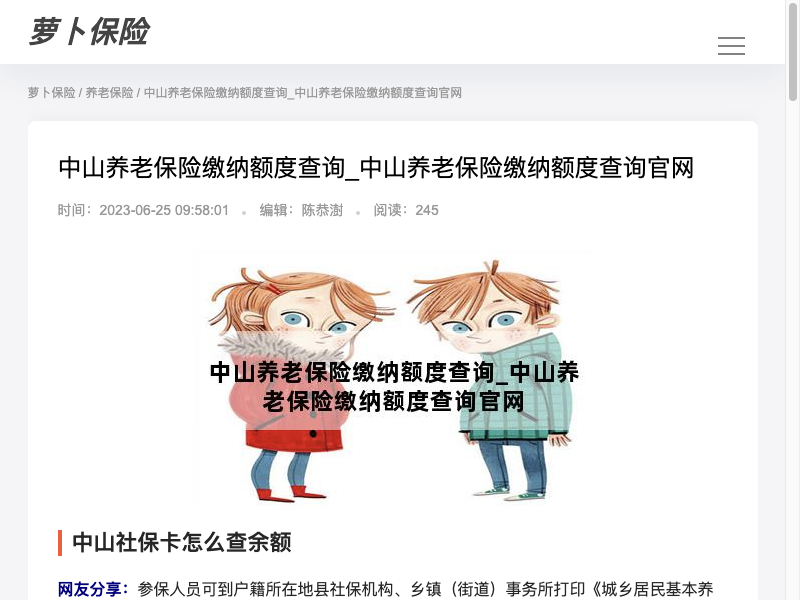 萝卜保险
萝卜保险 / 养老保险 / 中山养老保险缴纳额度查询_中山养老保险缴纳额度查询官网
中山养老保险缴纳额度查询_中山养老保险缴纳额度查询官网
时间：2023-06-25 09:58:01 编辑：陈恭澍 阅读：245
中山养老保险缴纳额度查询_中山养
老保险缴纳额度查询官网
中山社保卡怎么查余额
网友分享：参保人员可到户籍所在地县社保机构、乡镇（街道）事务所打印《城乡居民基本养